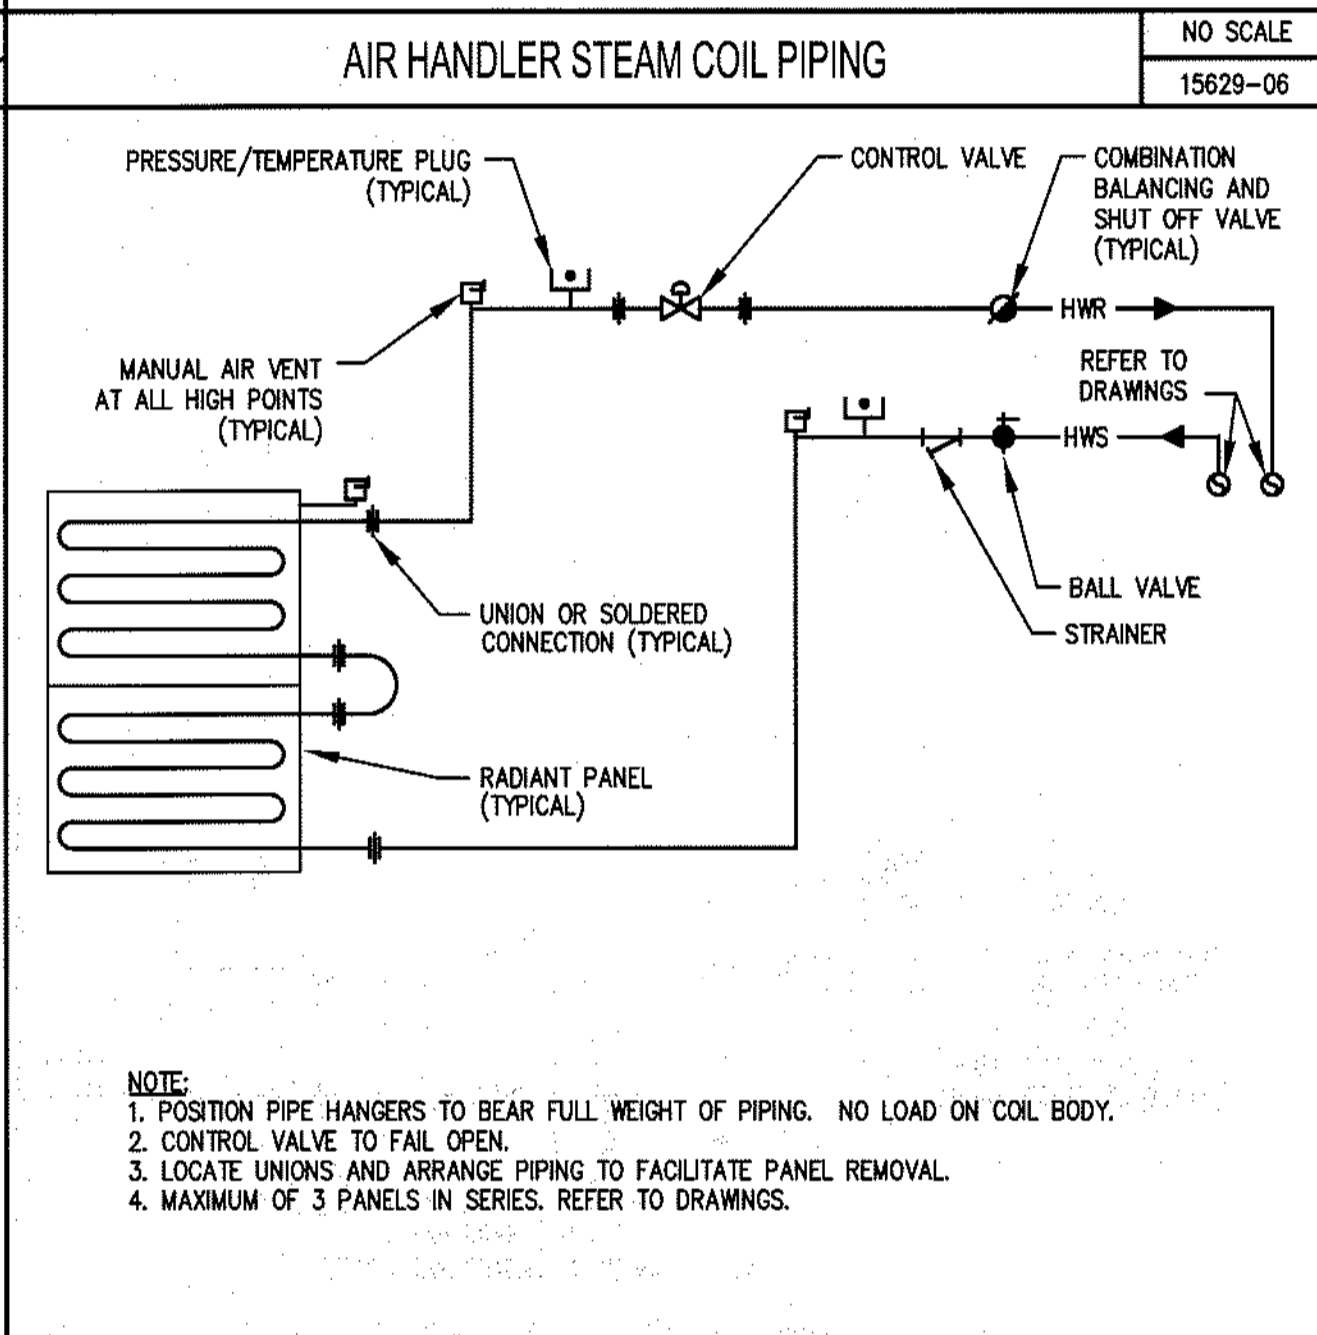 AIR HANDLER STEAM COIL PIPING
NO SCALE
15629-06
PRESSURE/TEMPERATURE PLUG
(TYPICAL)
CONTROL VALVE
COMBINATION
BALANCING AND
SHUT OFF VALVE
(TYPICAL)
HWR
MANUAL AIR VENT
AT ALL HIGH POINTS
(TYPICAL)
REFER TO
DRAWINGS
HWS
UNION OR SOLDERED
CONNECTION (TYPICAL)
BALL VALVE
STRAINER
RADIANT PANEL
(TYPICAL)
NOTE:
1. POSITION PIPE HANGERS TO BEAR FULL WEIGHT OF PIPING. NO LOAD ON COIL BODY.
2. CONTROL VALVE TO FAIL OPEN.
3. LOCATE UNIONS AND ARRANGE PIPING TO FACILITATE PANEL REMOVAL.
4. MAXIMUM OF 3 PANELS IN SERIES. REFER TO DRAWINGS.